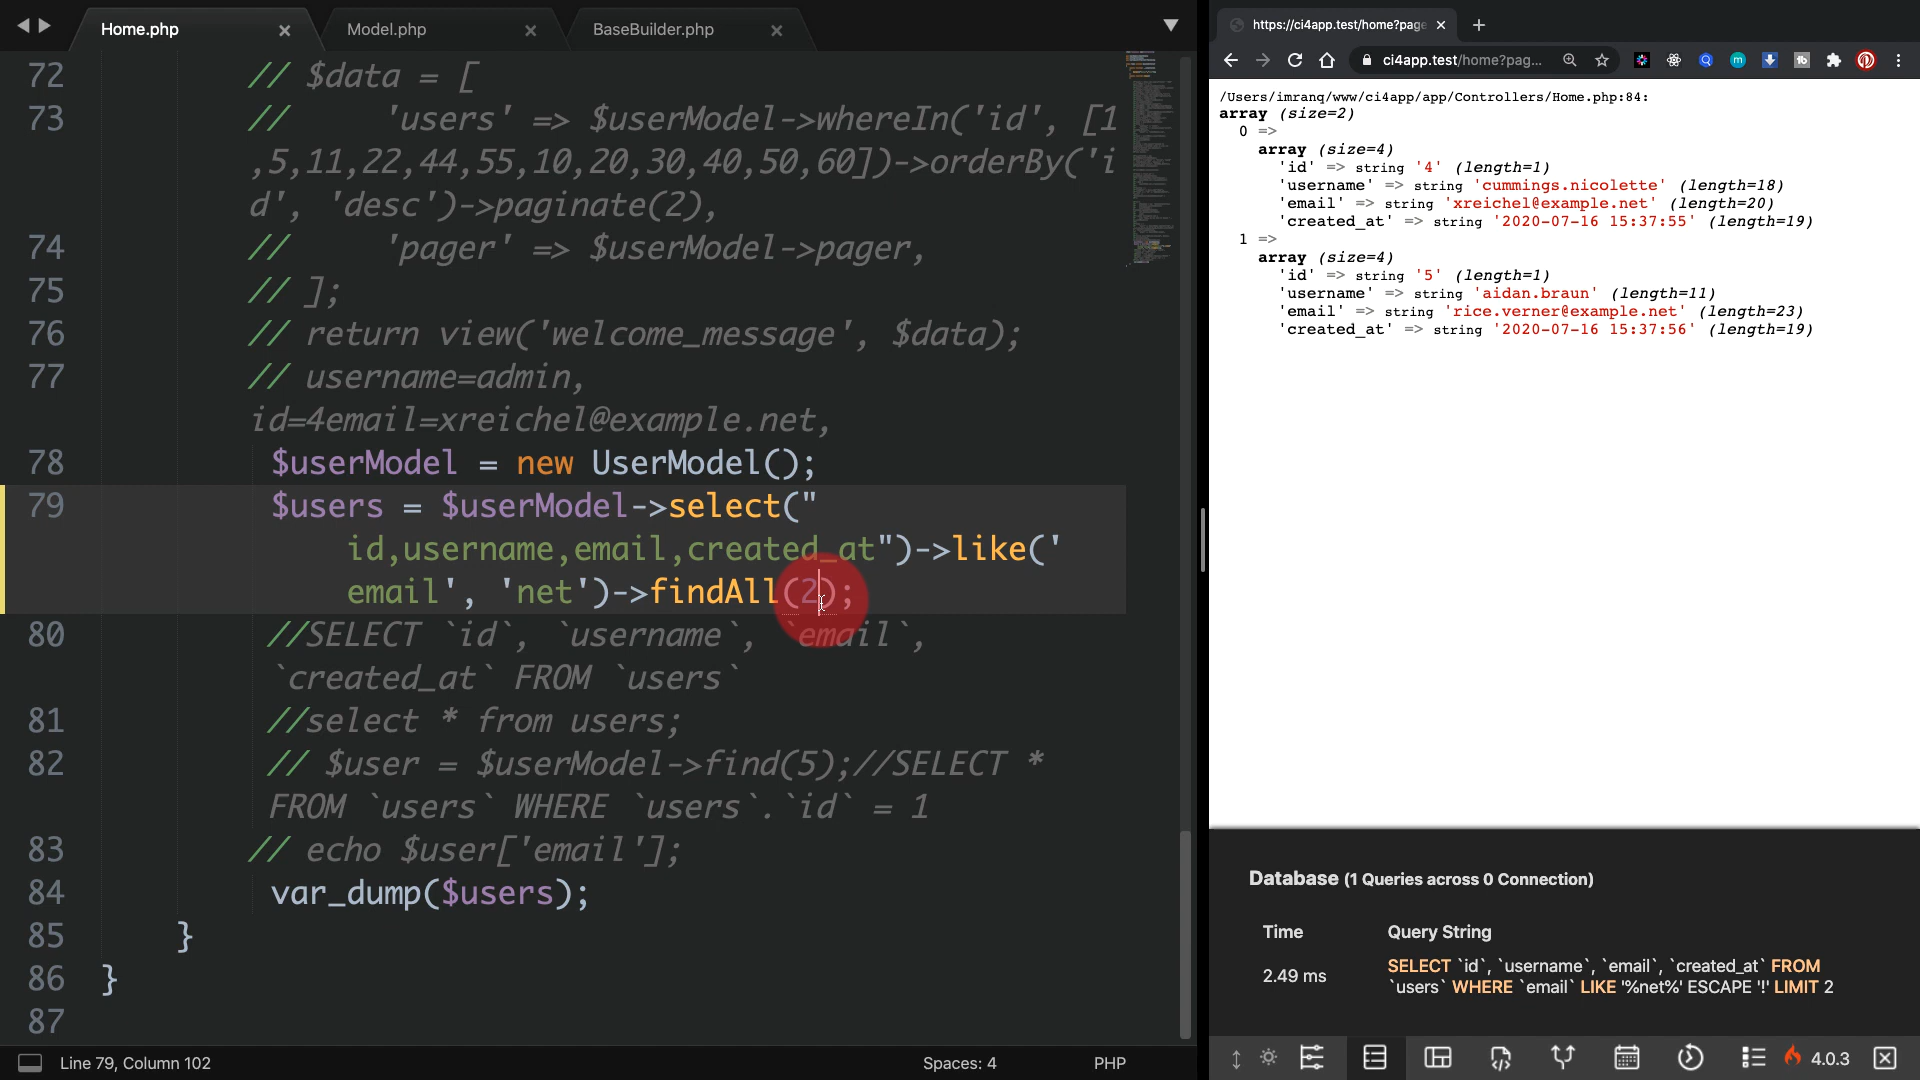 Home.php × Model.php × BaseBuilder.php ×
72 // $data = [
73 //     'users' => $userModel->whereIn('id', [1
,5,11,22,44,55,10,20,30,40,50,60])->orderBy('i
d', 'desc')->paginate(2),
74 //     'pager' => $userModel->pager,
75 // ];
76 // return view('welcome_message', $data);
77 // username=admin,
id=4email=xreichel@example.net,
78 $userModel = new UserModel();
79 $users = $userModel->select("
id,username,email,created_at")->like('
email', 'net')->findAll(2);
80 //SELECT `id`, `username`, `email`,
`created_at` FROM `users`
81 //select * from users;
82 // $user = $userModel->find(5);//SELECT *
FROM `users` WHERE `users`.`id` = 1
83 // echo $user['email'];
84 var_dump($users);
85 }
86 }
87
Line 79, Column 102 Spaces: 4 PHP
https://ci4app.test/home?page ×
ci4app.test/home?pag...
/Users/imranq/www/ci4app/app/Controllers/Home.php:84:
array (size=2)
0 =>
array (size=4)
'id' => string '4' (length=1)
'username' => string 'cummings.nicolette' (length=18)
'email' => string 'xreichel@example.net' (length=20)
'created_at' => string '2020-07-16 15:37:55' (length=19)
1 =>
array (size=4)
'id' => string '5' (length=1)
'username' => string 'aidan.braun' (length=11)
'email' => string 'rice.verner@example.net' (length=23)
'created_at' => string '2020-07-16 15:37:56' (length=19)
Database (1 Queries across 0 Connection)
Time Query String
2.49 ms SELECT `id`, `username`, `email`, `created_at` FROM
`users` WHERE `email` LIKE '%net%' ESCAPE '!' LIMIT 2
4.0.3